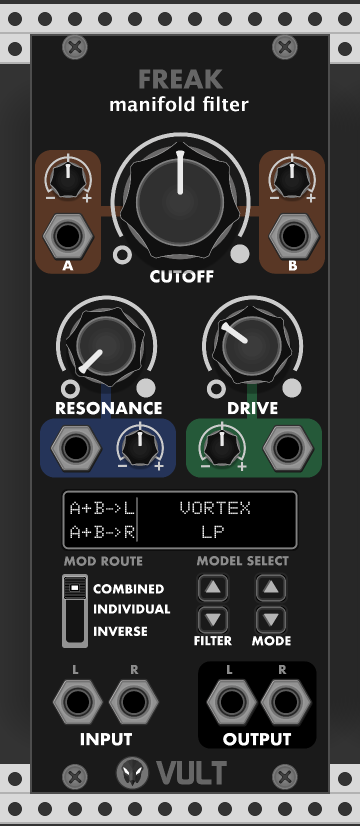 FREAK
manifold filter
A
B
CUTOFF
RESONANCE
DRIVE
A+B->L VORTEX
A+B->R LP
MOD ROUTE
MODEL SELECT
COMBINED
INDIVIDUAL
INVERSE
FILTER MODE
L R L R
INPUT OUTPUT
VULT